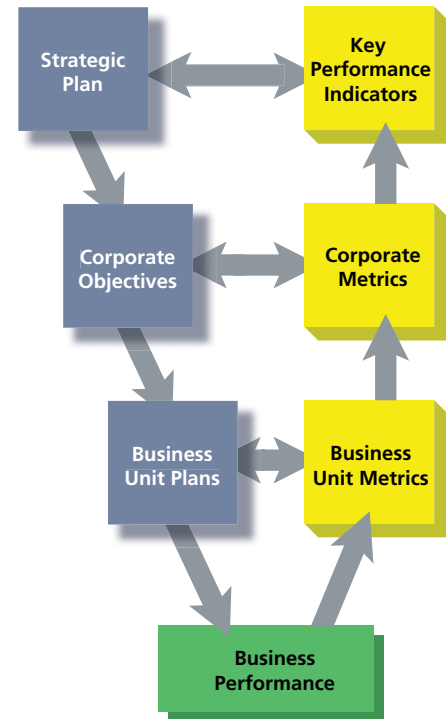 Strategic
Plan
Key
Performance
Indicators
Corporate
Objectives
Corporate
Metrics
Business
Unit Plans
Business
Unit Metrics
Business
Performance